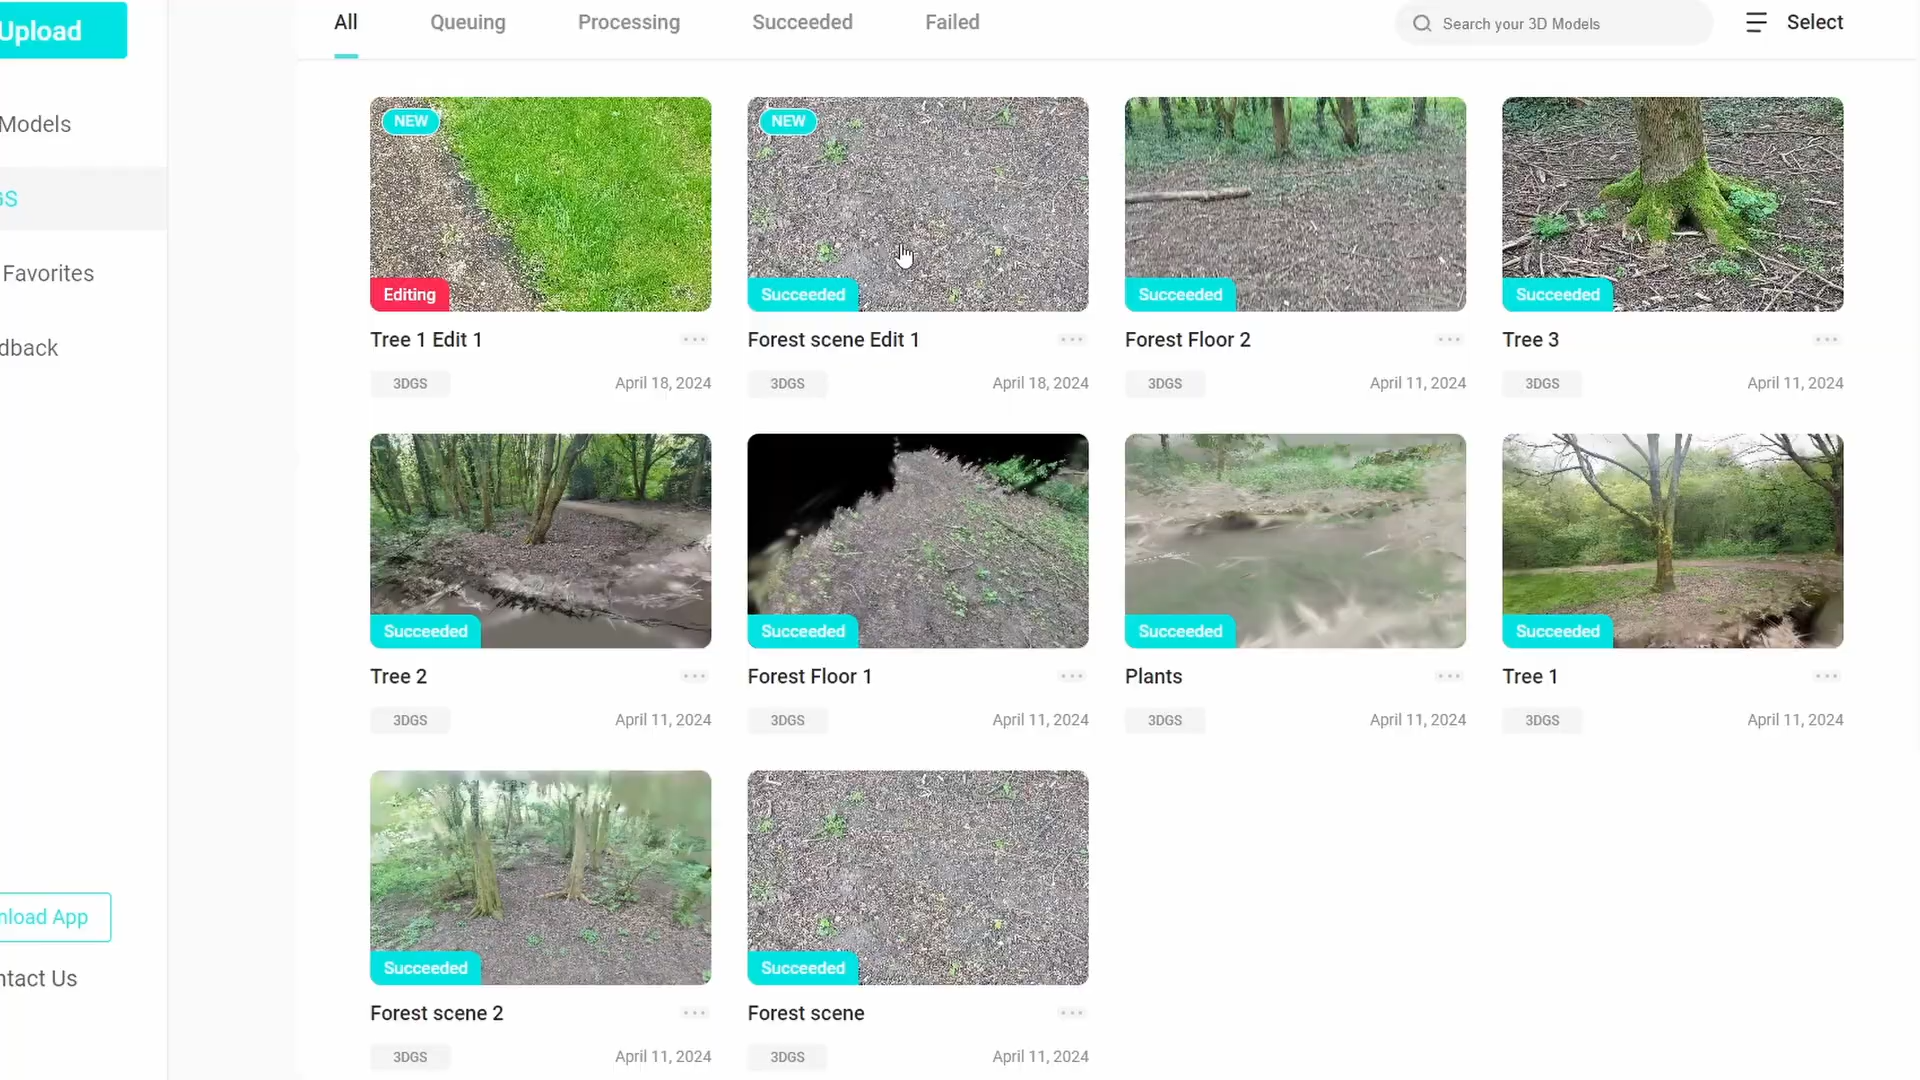 Upload
All
Queuing
Processing
Succeeded
Failed
Search your 3D Models
Select
Models
GS
Favorites
dback
nload App
ntact Us
NEW
Editing
Tree 1 Edit 1
3DGS
April 18, 2024
NEW
Succeeded
Forest scene Edit 1
3DGS
April 18, 2024
Succeeded
Forest Floor 2
3DGS
April 11, 2024
Succeeded
Tree 3
3DGS
April 11, 2024
Succeeded
Tree 2
3DGS
April 11, 2024
Succeeded
Forest Floor 1
3DGS
April 11, 2024
Succeeded
Plants
3DGS
April 11, 2024
Succeeded
Tree 1
3DGS
April 11, 2024
Succeeded
Forest scene 2
3DGS
April 11, 2024
Succeeded
Forest scene
3DGS
April 11, 2024